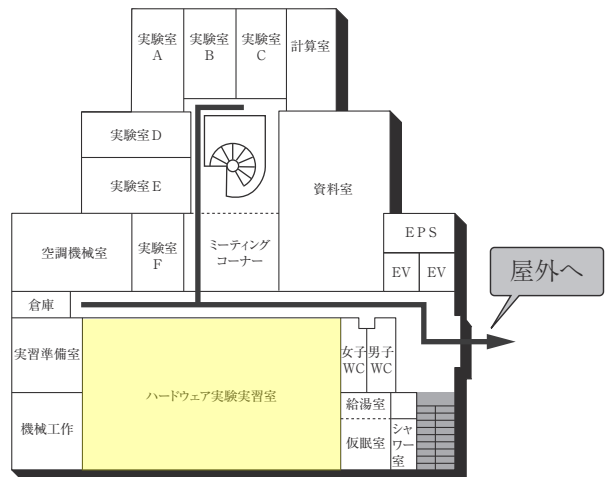 実験室
A
実験室
B
実験室
C
計算室
実験室D
実験室E
資料室
空調機械室
実験室
F
ミーティング
コーナー
EPS
EV
EV
屋外へ
倉庫
実習準備室
ハードウェア実験実習室
女子
WC
男子
WC
機械工作
給湯室
仮眠室
シャ
ワー
室